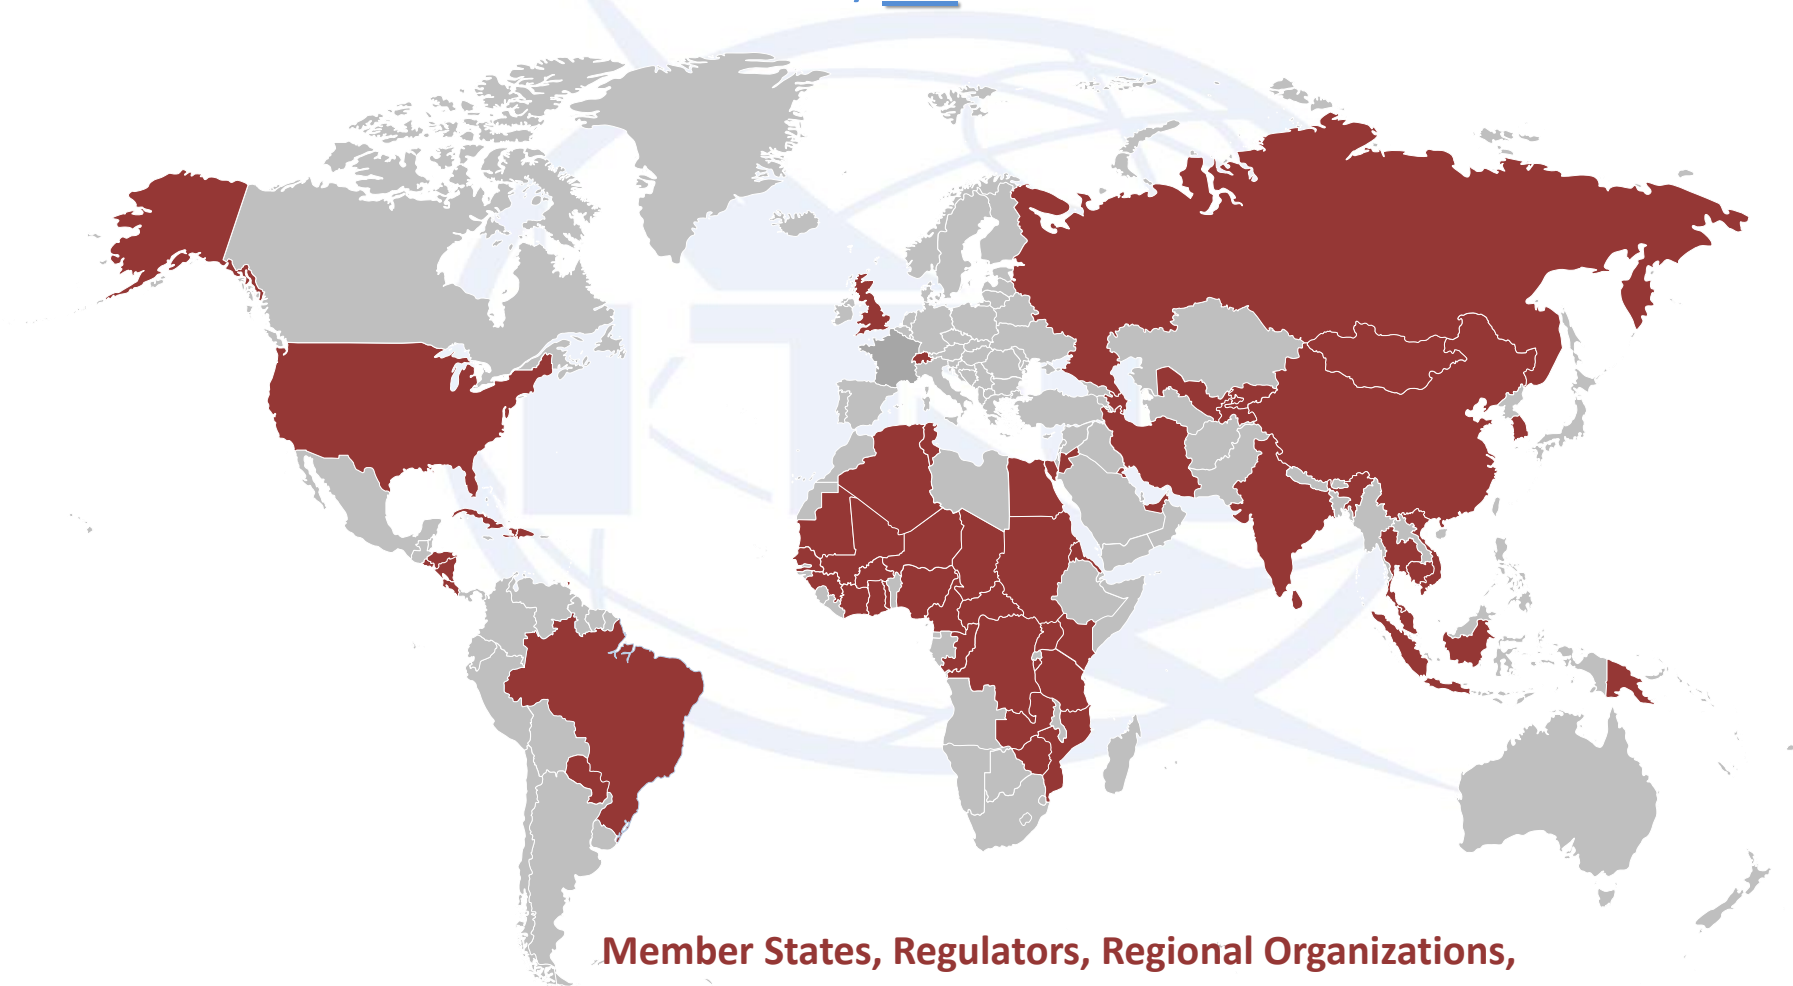 Member States, Regulators, Regional Organizations,